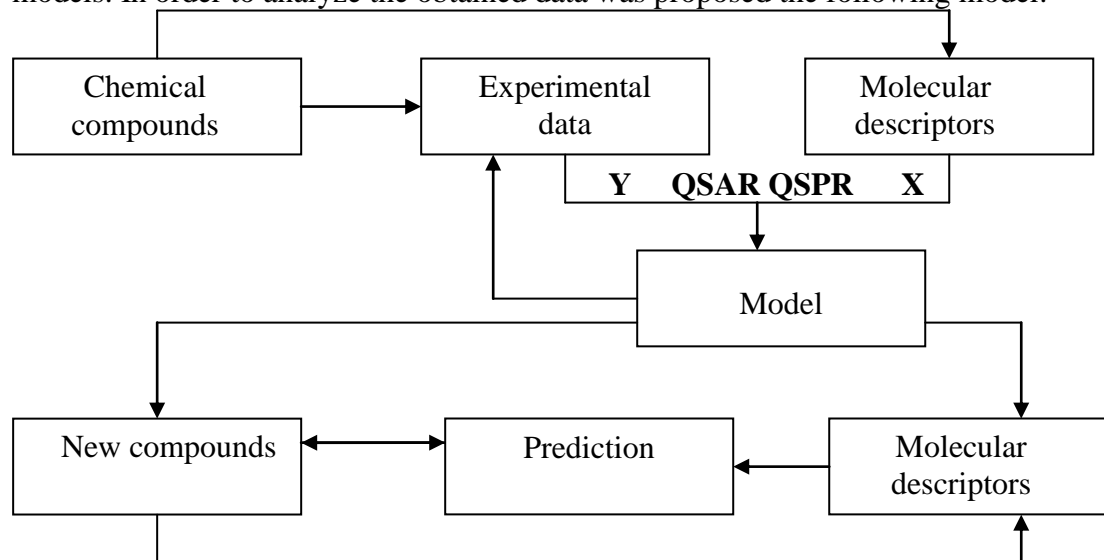 models. In order to analyze the obtained data was proposed the following model:
Chemical
compounds
Experimental
data
Molecular
descriptors
Y QSAR QSPR X
Model
New compounds
Prediction
Molecular
descriptors